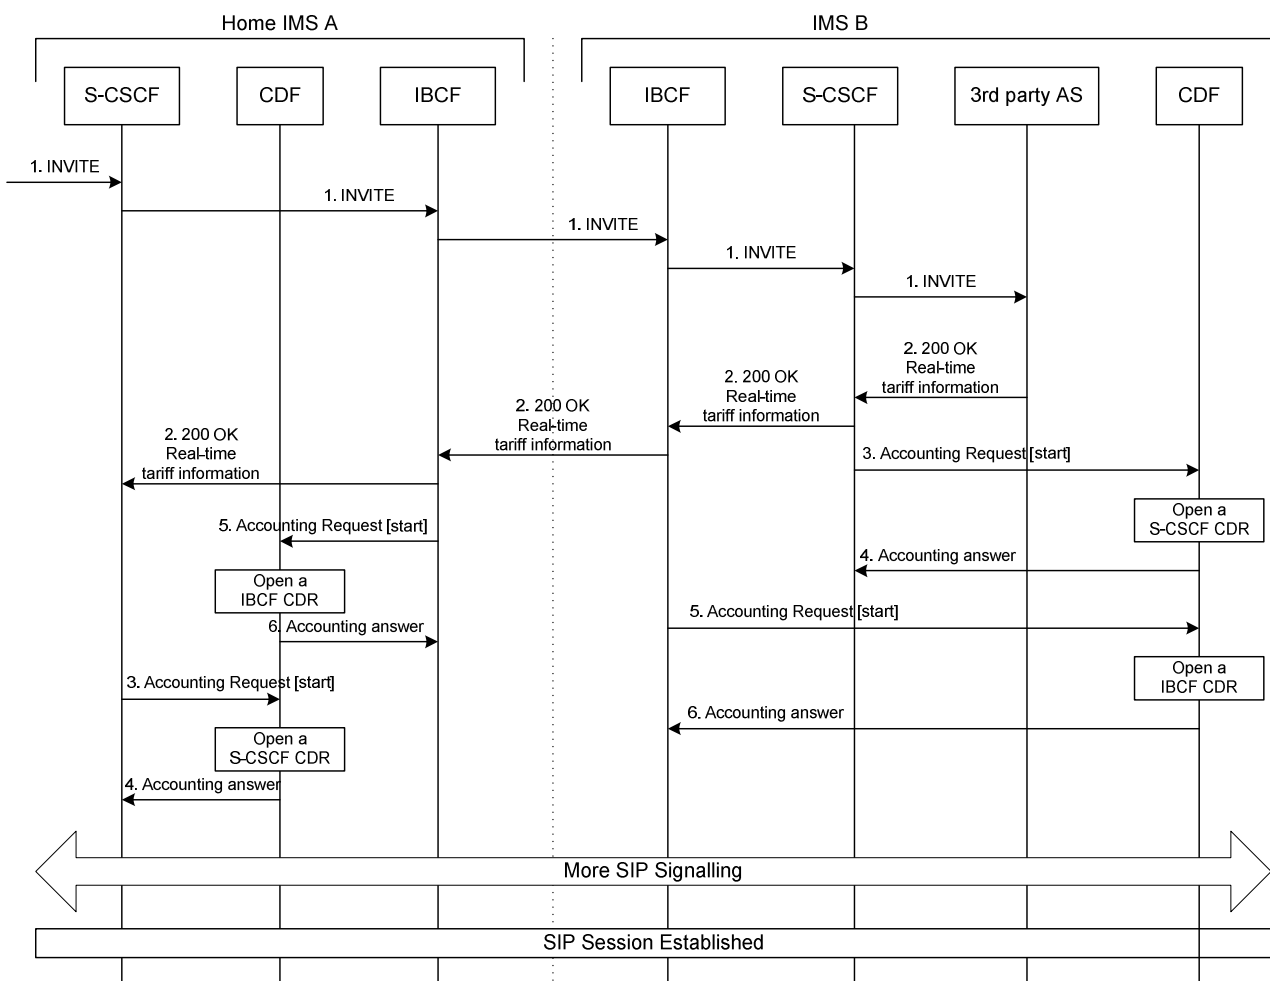 Home IMS A
IMS B
S-CSCF
CDF
IBCF
IBCF
S-CSCF
3rd party AS
CDF
1. INVITE
1. INVITE
1. INVITE
1. INVITE
1. INVITE
2. 200 OK
Real-time
tariff information
2. 200 OK
Real-time
tariff information
2. 200 OK
Real-time
tariff information
2. 200 OK
Real-time
tariff information
3. Accounting Request [start]
Open a
S-CSCF CDR
5. Accounting Request [start]
4. Accounting answer
Open a
IBCF CDR
5. Accounting Request [start]
6. Accounting answer
Open a
IBCF CDR
3. Accounting Request [start]
6. Accounting answer
Open a
S-CSCF CDR
4. Accounting answer
More SIP Signalling
SIP Session Established